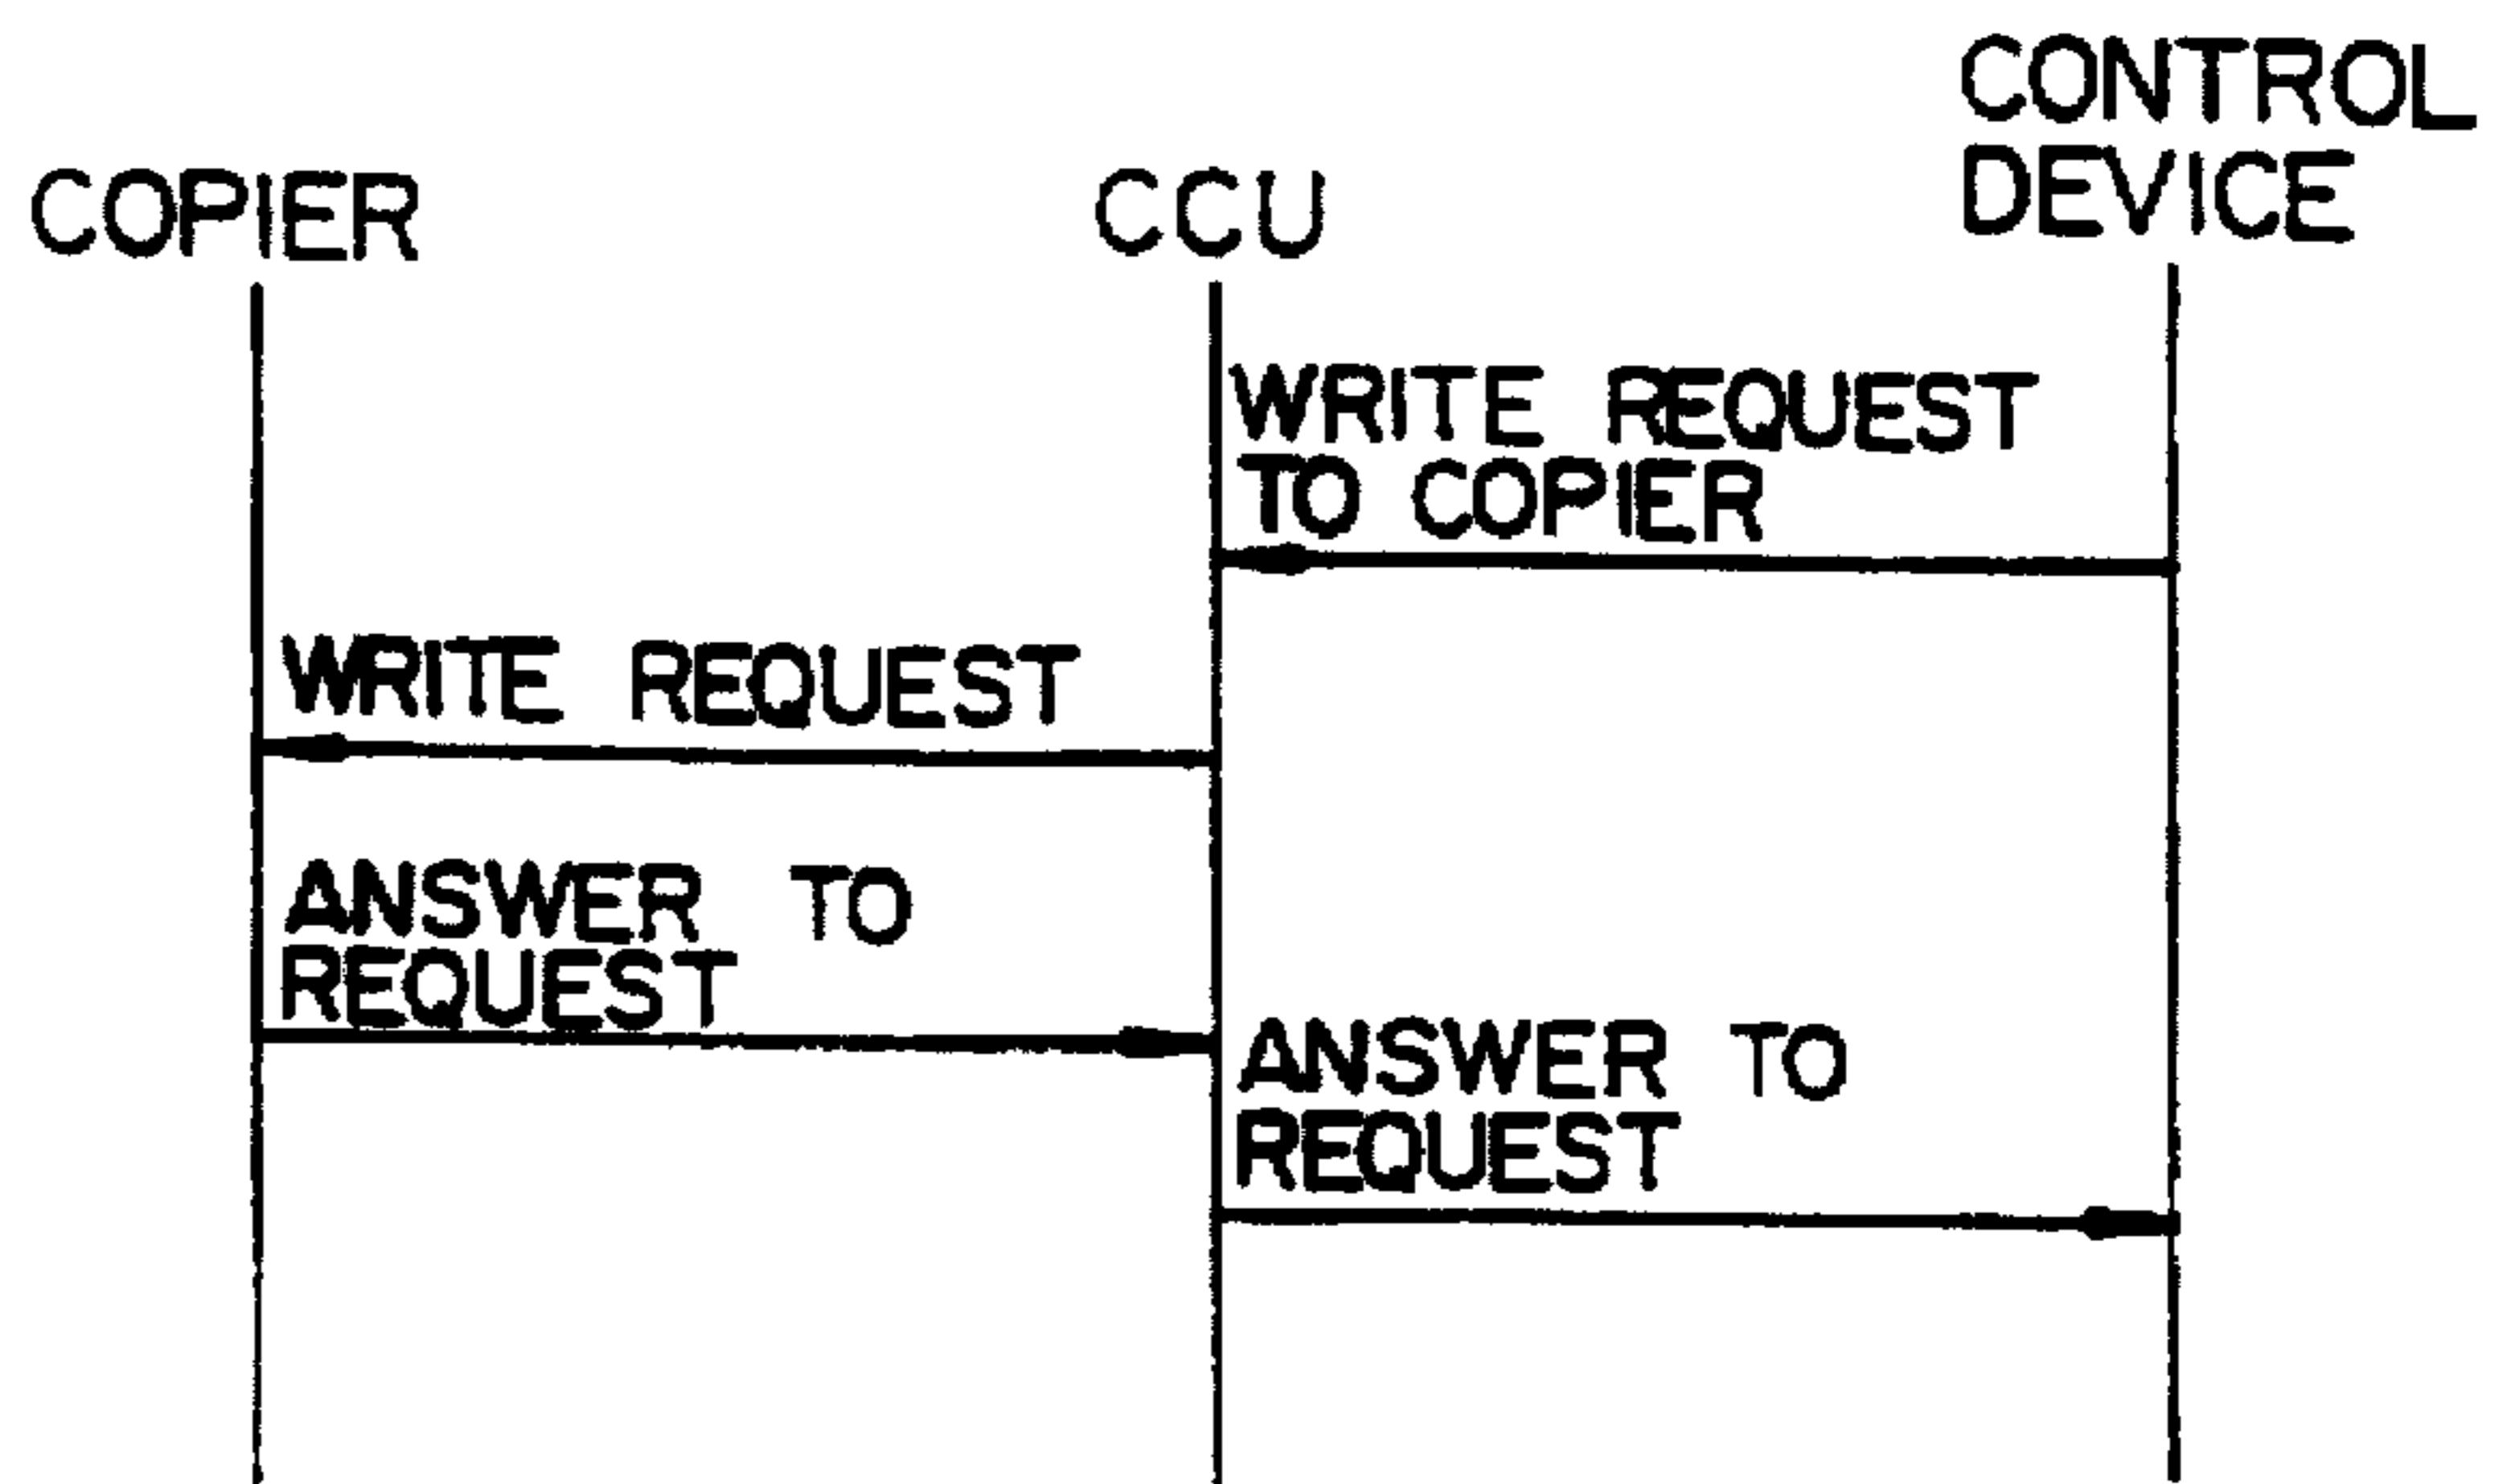 COPIER
CCU
CONTROL
DEVICE
WRITE REQUEST
TO COPIER
WRITE REQUEST
ANSWER TO
REQUEST
ANSWER TO
REQUEST